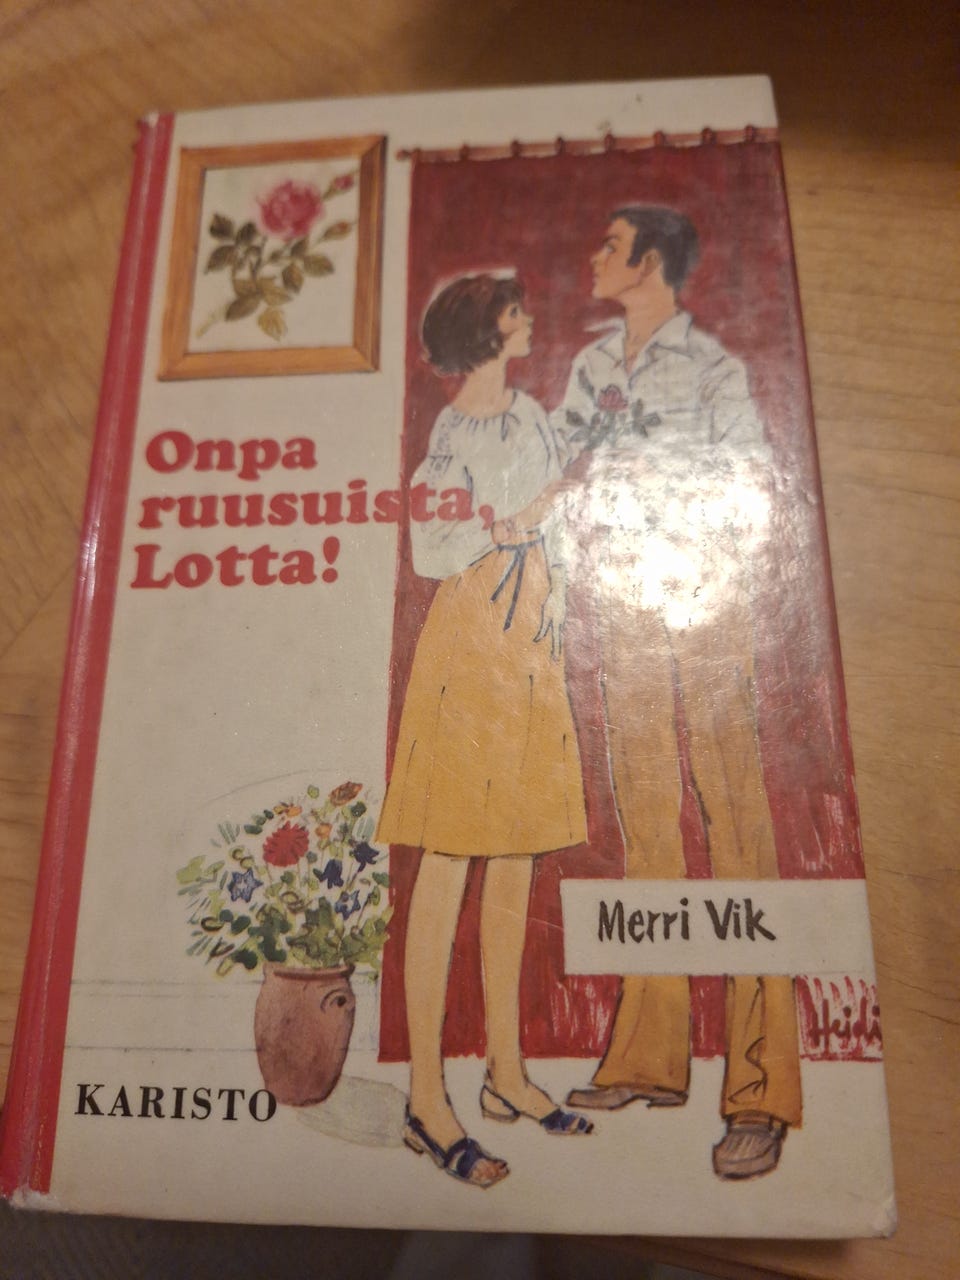 Onpa
ruusuista,
Lotta!
Merri Vik
Heidi
KARISTO